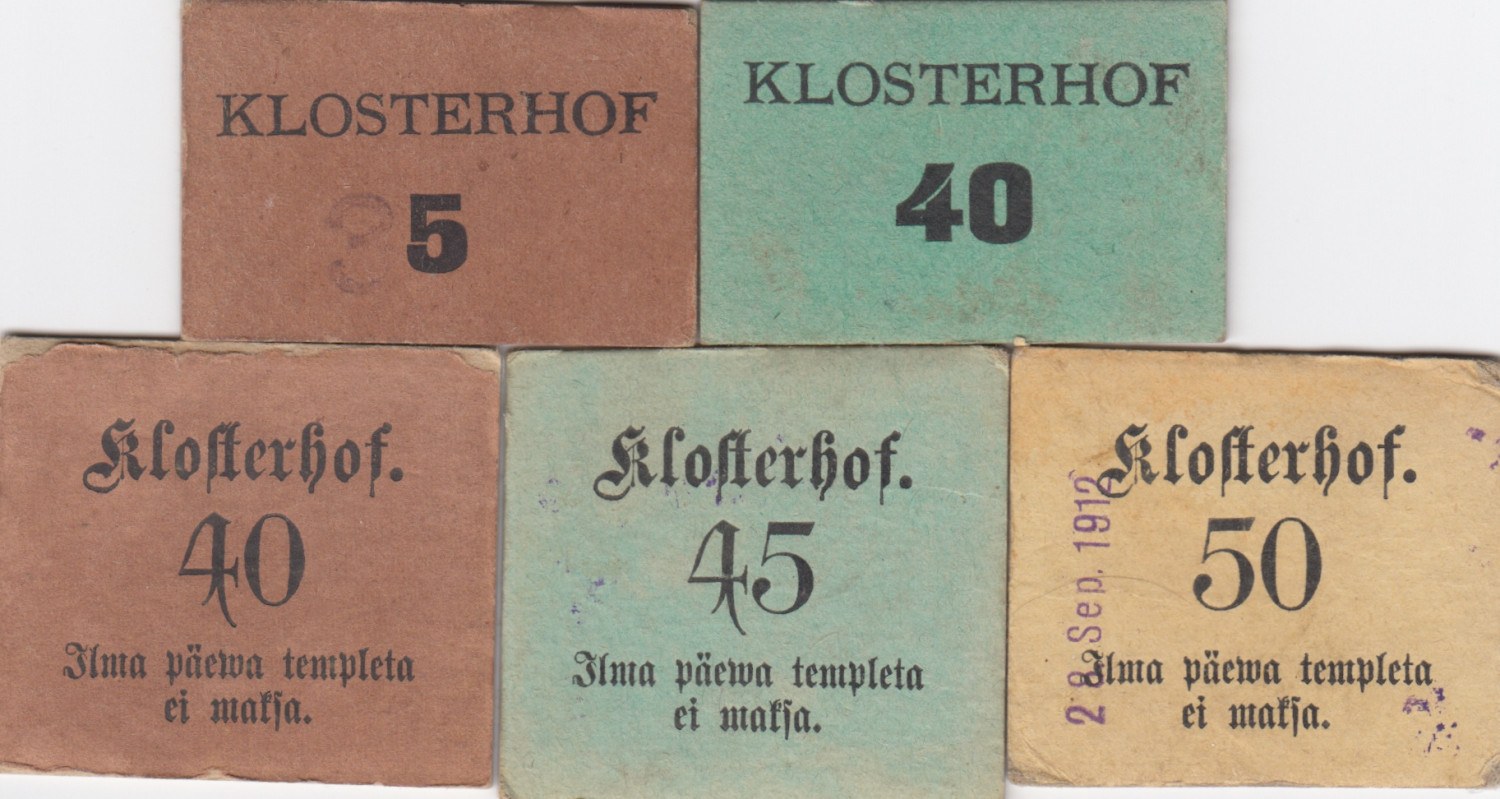 KLOSTERHOF
5
KLOSTERHOF
40
Kloſterhof.
40
Ilma päewa templeta
ei makſa.
Kloſterhof.
45
Ilma päewa templeta
ei makſa.
Kloſterhof.
50
Ilma päewa templeta
ei makſa.
28 Sep. 1912